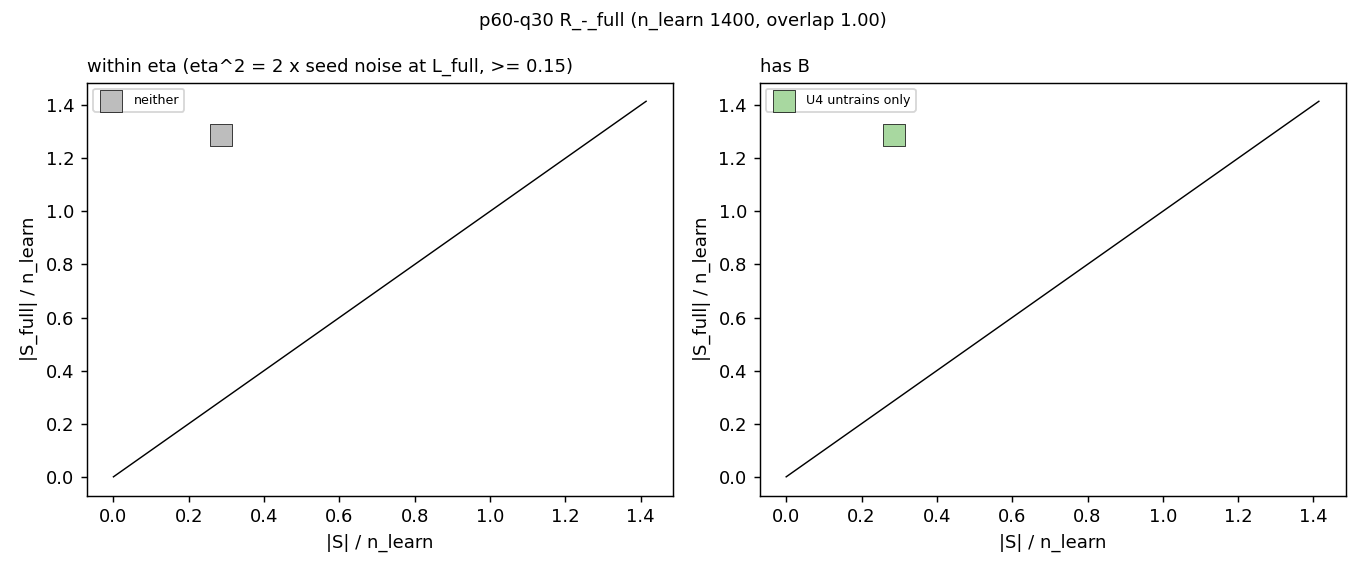 p60-q30 R_-_full (n_learn 1400, overlap 1.00)
within eta (eta^2 = 2 x seed noise at L_full, >= 0.15)
neither
|S_full| / n_learn
1.4
1.2
1.0
0.8
0.6
0.4
0.2
0.0
0.0 0.2 0.4 0.6 0.8 1.0 1.2 1.4
|S| / n_learn
has B
U4 untrains only
|S_full| / n_learn
1.4
1.2
1.0
0.8
0.6
0.4
0.2
0.0
0.0 0.2 0.4 0.6 0.8 1.0 1.2 1.4
|S| / n_learn